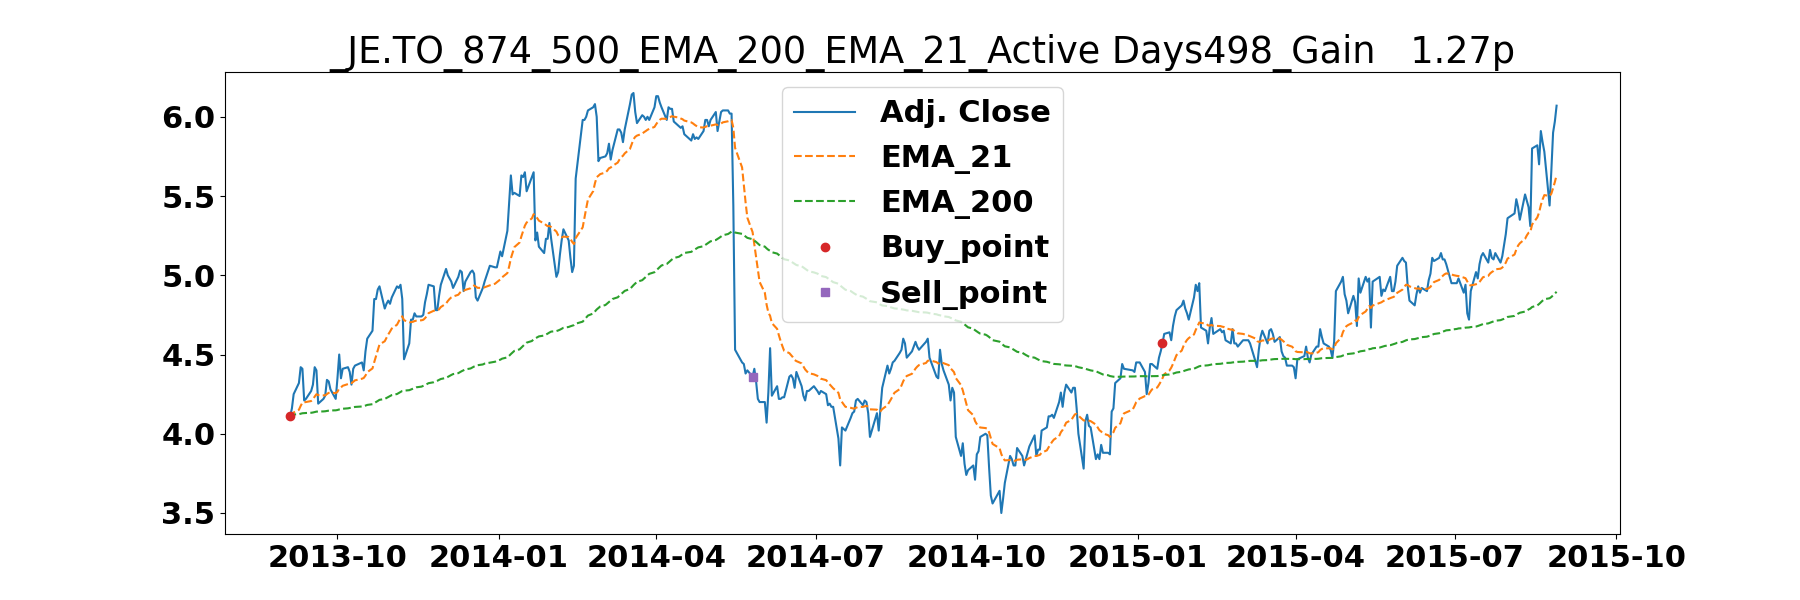 _JE.TO_874_500_EMA_200_EMA_21_Active Days498_Gain   1.27p
Adj. Close
EMA_21
EMA_200
Buy_point
Sell_point
6.0
5.5
5.0
4.5
4.0
3.5
2013-10 2014-01 2014-04 2014-07 2014-10 2015-01 2015-04 2015-07 2015-10